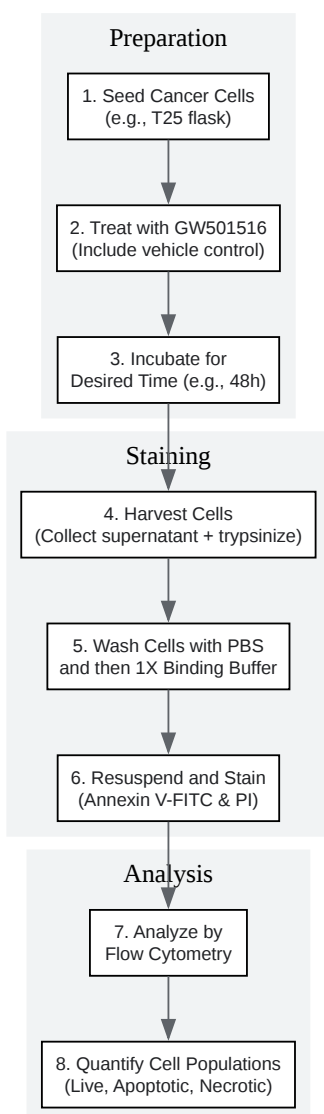 Preparation
1. Seed Cancer Cells
(e.g., T25 flask)
2. Treat with GW501516
(Include vehicle control)
3. Incubate for
Desired Time (e.g., 48h)
Staining
4. Harvest Cells
(Collect supernatant + trypsinize)
5. Wash Cells with PBS
and then 1X Binding Buffer
6. Resuspend and Stain
(Annexin V-FITC & PI)
Analysis
7. Analyze by
Flow Cytometry
8. Quantify Cell Populations
(Live, Apoptotic, Necrotic)